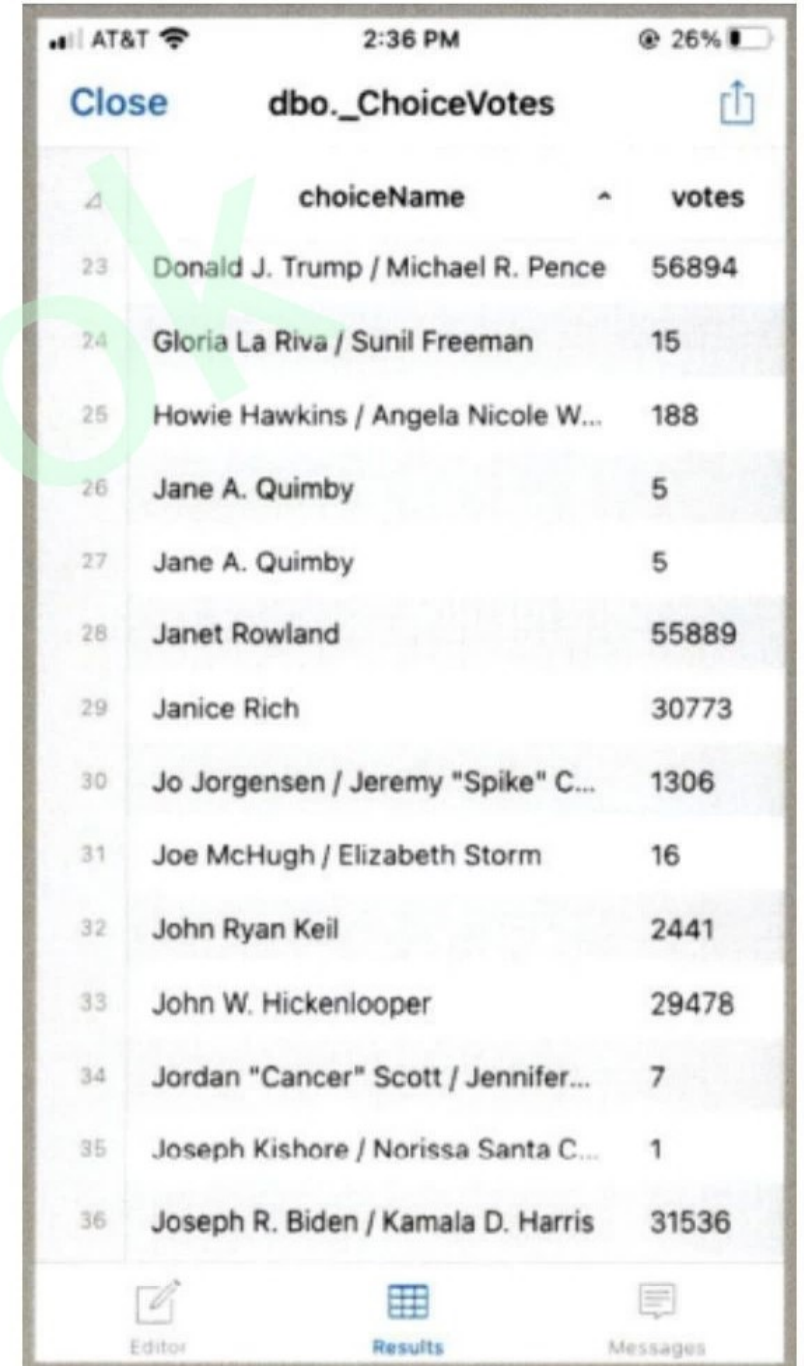 AT&T 2:36 PM 26%
Close dbo._ChoiceVotes
choiceName votes
23 Donald J. Trump / Michael R. Pence 56894
24 Gloria La Riva / Sunil Freeman 15
25 Howie Hawkins / Angela Nicole W... 188
26 Jane A. Quimby 5
27 Jane A. Quimby 5
28 Janet Rowland 55889
29 Janice Rich 30773
30 Jo Jorgensen / Jeremy "Spike" C... 1306
31 Joe McHugh / Elizabeth Storm 16
32 John Ryan Keil 2441
33 John W. Hickenlooper 29478
34 Jordan "Cancer" Scott / Jennifer... 7
35 Joseph Kishore / Norissa Santa C... 1
36 Joseph R. Biden / Kamala D. Harris 31536
Editor Results Messages
ok